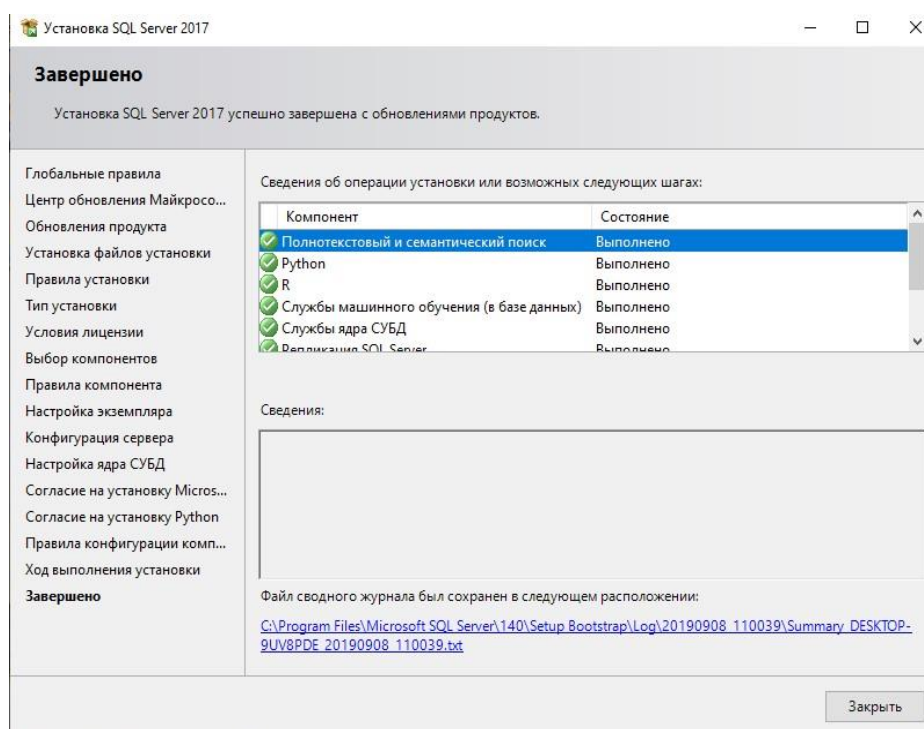 Установка SQL Server 2017
Завершено
Установка SQL Server 2017 успешно завершена с обновлениями продуктов.
Глобальные правила
Центр обновления Майкросо...
Обновления продукта
Установка файлов установки
Правила установки
Тип установки
Условия лицензии
Выбор компонентов
Правила компонента
Настройка экземпляра
Конфигурация сервера
Настройка ядра СУБД
Согласие на установку Micros...
Согласие на установку Python
Правила конфигурации комп...
Ход выполнения установки
Завершено
Сведения об операции установки или возможных следующих шагах:
Компонент Состояние
Полнотекстовый и семантический поиск Выполнено
Python Выполнено
R Выполнено
Службы машинного обучения (в базе данных) Выполнено
Службы ядра СУБД Выполнено
Репликация SQL Server Выполнено
Сведения:
Файл сводного журнала был сохранен в следующем расположении:
C:\Program Files\Microsoft SQL Server\140\Setup Bootstrap\Log\20190908_110039\Summary_DESKTOP-
9UV8PDE_20190908_110039.txt
Закрыть